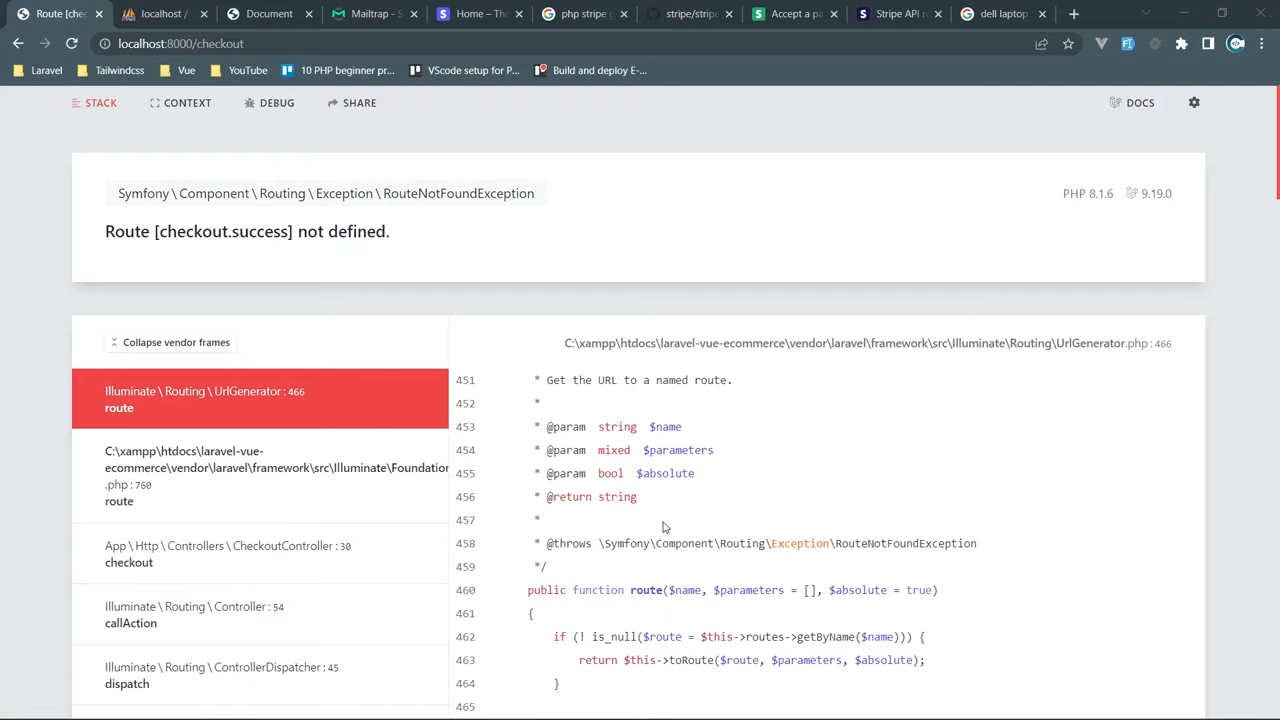 Route [chec
localhost /
Document
Mailtrap - S
Home – The
php stripe g
stripe/stripe
Accept a pa
Stripe API r
dell laptop
localhost:8000/checkout
Laravel
Tailwindcss
Vue
YouTube
10 PHP beginner pr...
VScode setup for P...
Build and deploy E-...
STACK
CONTEXT
DEBUG
SHARE
DOCS
Symfony \ Component \ Routing \ Exception \ RouteNotFoundException
PHP 8.1.6
9.19.0
Route [checkout.success] not defined.
Collapse vendor frames
Illuminate \ Routing \ UrlGenerator : 466
route
C:\xampp\htdocs\laravel-vue-
ecommerce\vendor\laravel\framework\src\Illuminate\Foundation
.php : 760
route
App \ Http \ Controllers \ CheckoutController : 30
checkout
Illuminate \ Routing \ Controller : 54
callAction
Illuminate \ Routing \ ControllerDispatcher : 45
dispatch
C:\xampp\htdocs\laravel-vue-ecommerce\vendor\laravel\framework\src\Illuminate\Routing\UrlGenerator.php : 466
451 * Get the URL to a named route.
452 *
453 * @param string $name
454 * @param mixed $parameters
455 * @param bool $absolute
456 * @return string
457 *
458 * @throws \Symfony\Component\Routing\Exception\RouteNotFoundException
459 */
460 public function route($name, $parameters = [], $absolute = true)
461 {
462 if (! is_null($route = $this->routes->getByName($name))) {
463 return $this->toRoute($route, $parameters, $absolute);
464 }
465